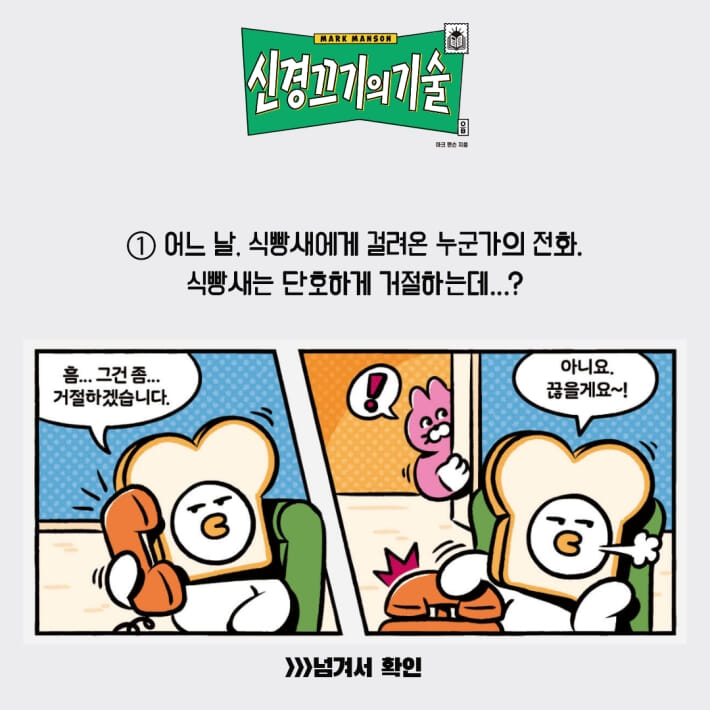 MARK MANSON
신경끄기의기술
마크 맨슨 지음
① 어느 날, 식빵새에게 걸려온 누군가의 전화.
식빵새는 단호하게 거절하는데...?
흠... 그건 좀...
거절하겠습니다.
!
아니요.
끊을게요~!
>>>넘겨서 확인